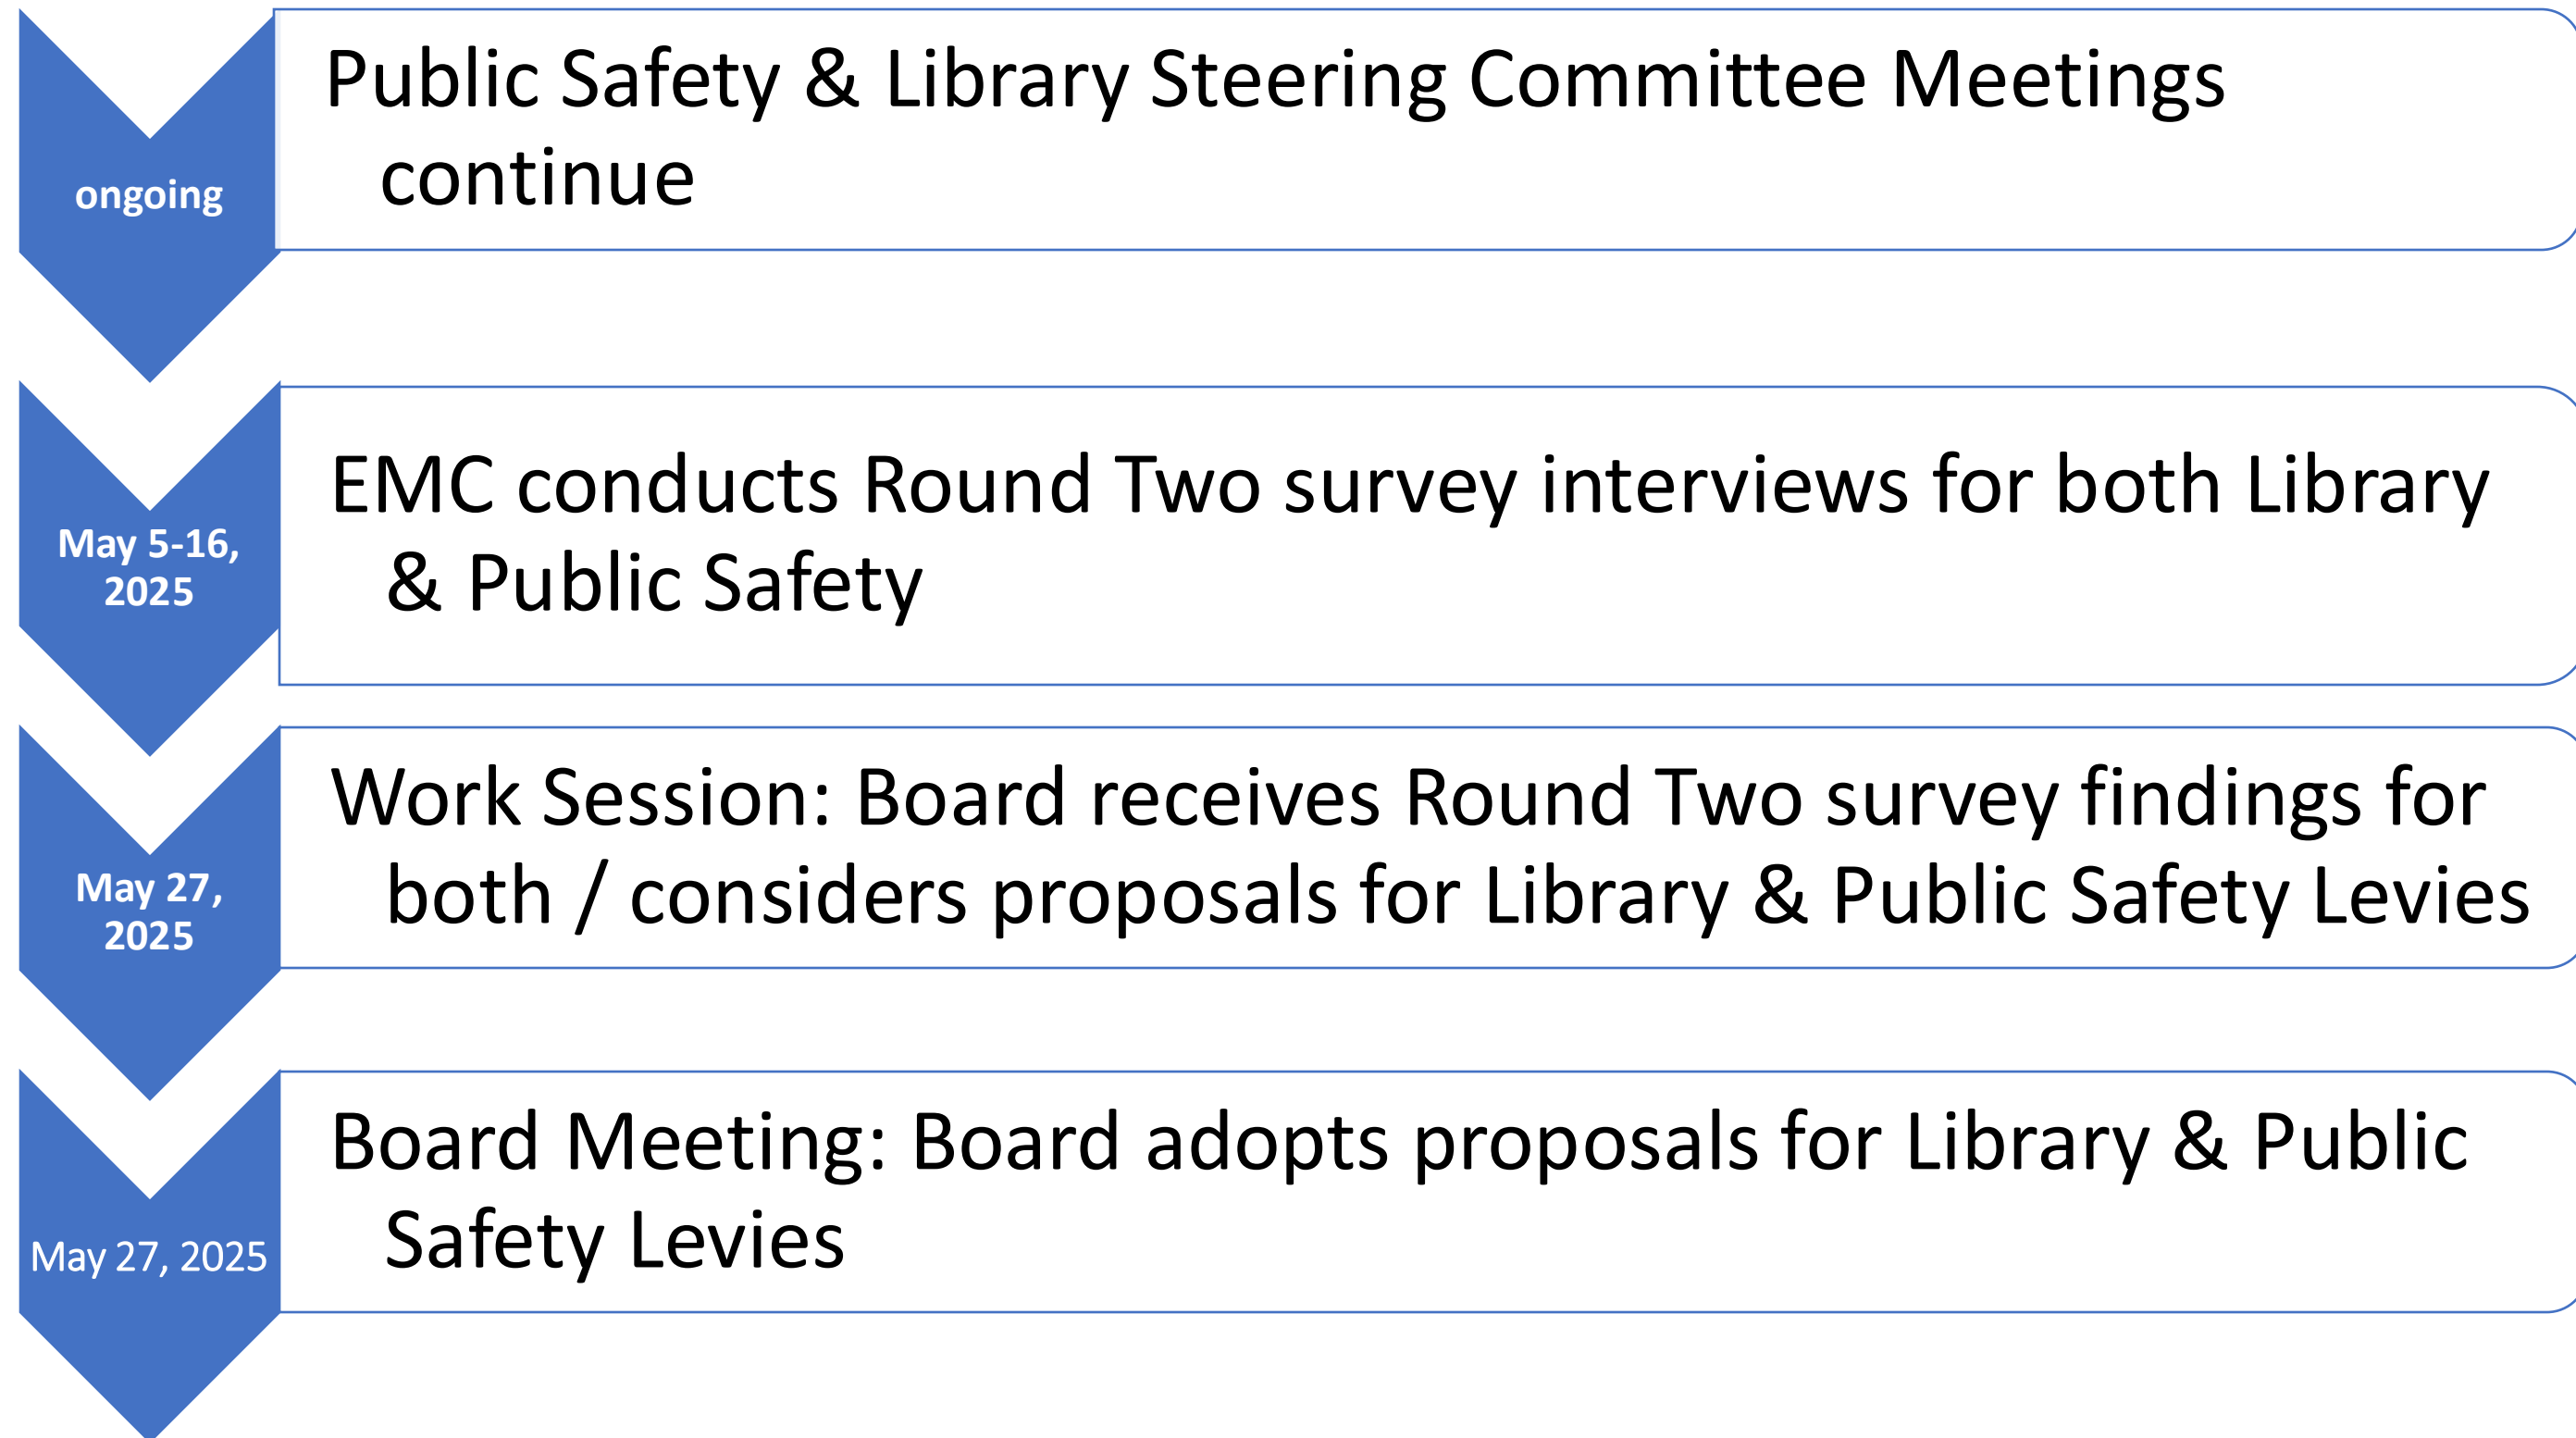 ongoing
Public Safety & Library Steering Committee Meetings
continue
May 5-16,
2025
EMC conducts Round Two survey interviews for both Library
& Public Safety
May 27,
2025
Work Session: Board receives Round Two survey findings for
both / considers proposals for Library & Public Safety Levies
May 27, 2025
Board Meeting: Board adopts proposals for Library & Public
Safety Levies